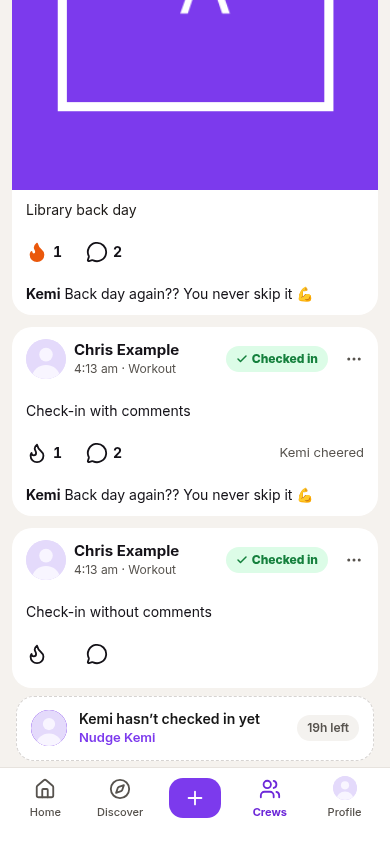 Library back day
1 2
Kemi Back day again?? You never skip it 💪
Chris Example
4:13 am · Workout
Checked in
Check-in with comments
1 2 Kemi cheered
Kemi Back day again?? You never skip it 💪
Chris Example
4:13 am · Workout
Checked in
Check-in without comments
Kemi hasn’t checked in yet
Nudge Kemi
19h left
Home Discover Crews Profile